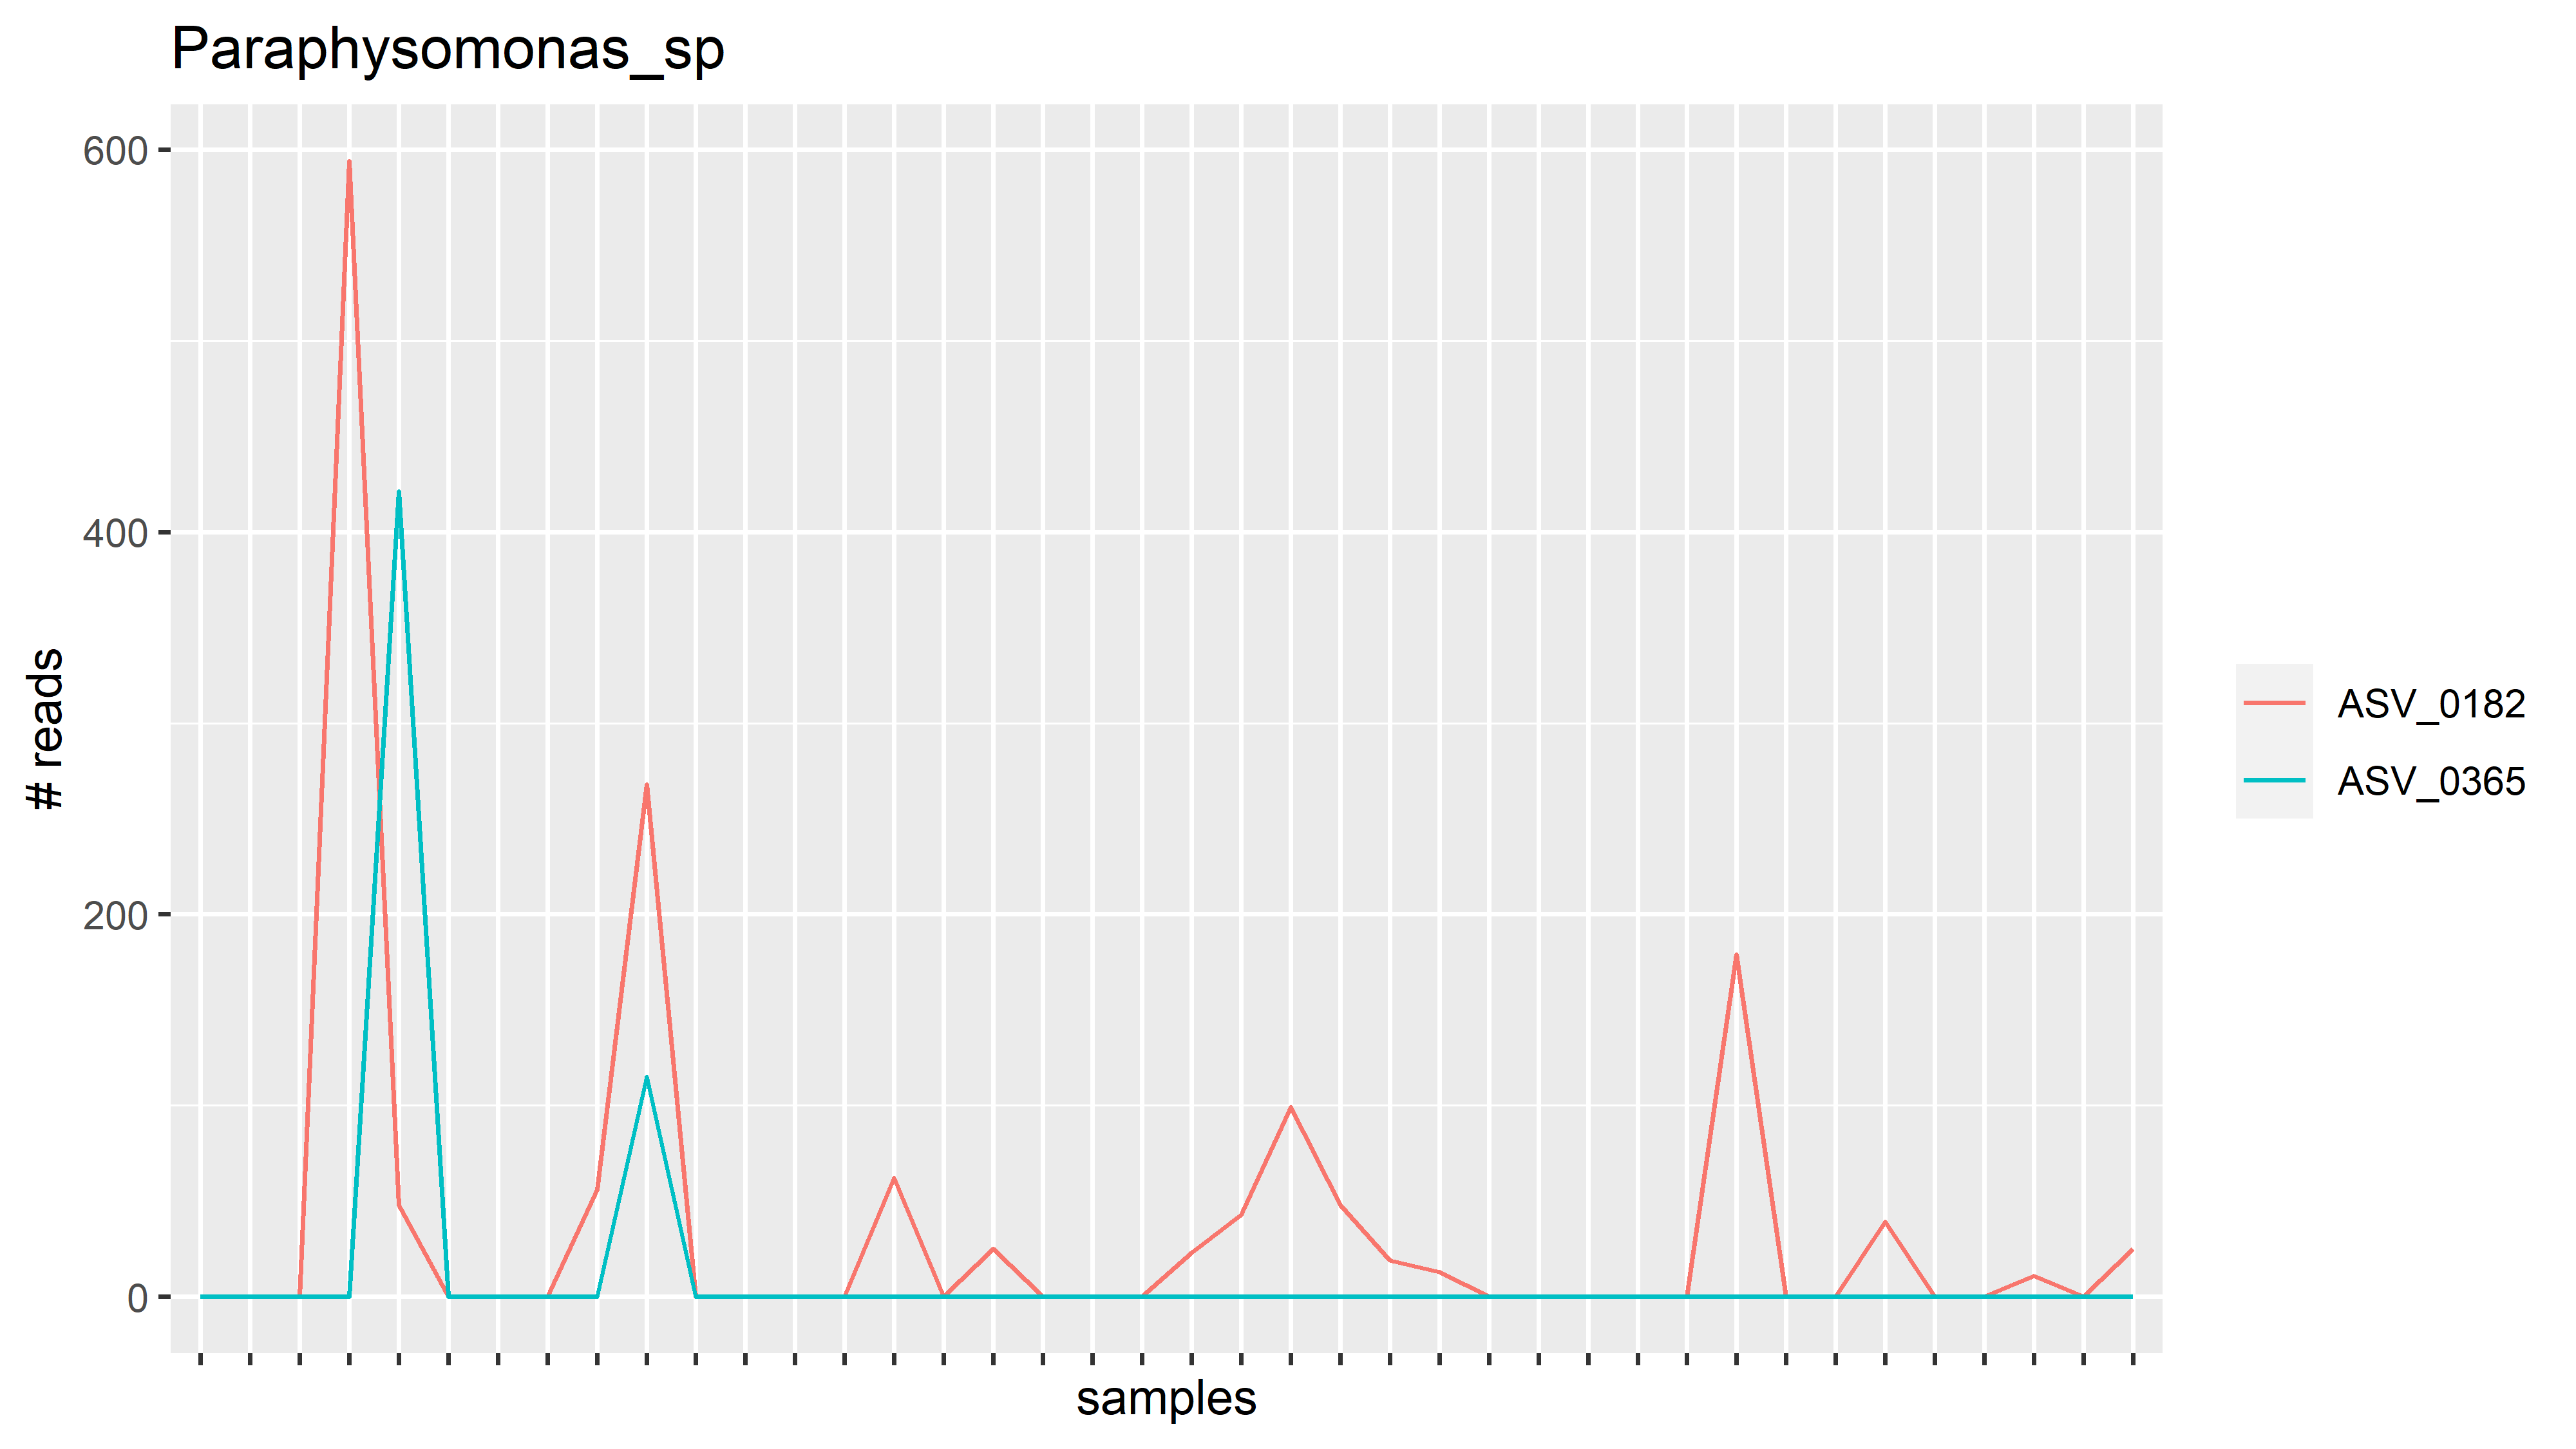 Paraphysomonas_sp
600
400
200
0
# reads
samples
ASV_0182
ASV_0365